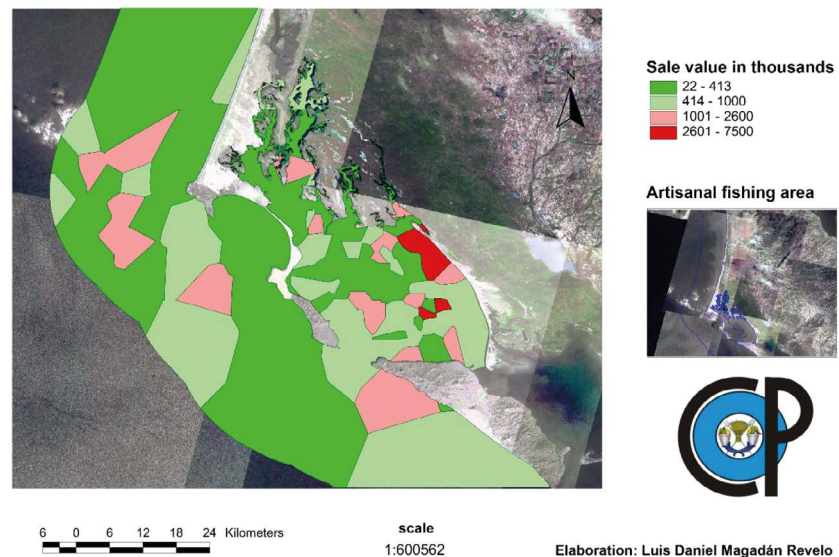 Sale value in thousands
22 - 413
414 - 1000
1001 - 2600
2601 - 7500
N
Artisanal fishing area
CP
6 0 6 12 18 24 Kilometers
scale
1:600562
Elaboration: Luis Daniel Magadán Revelo